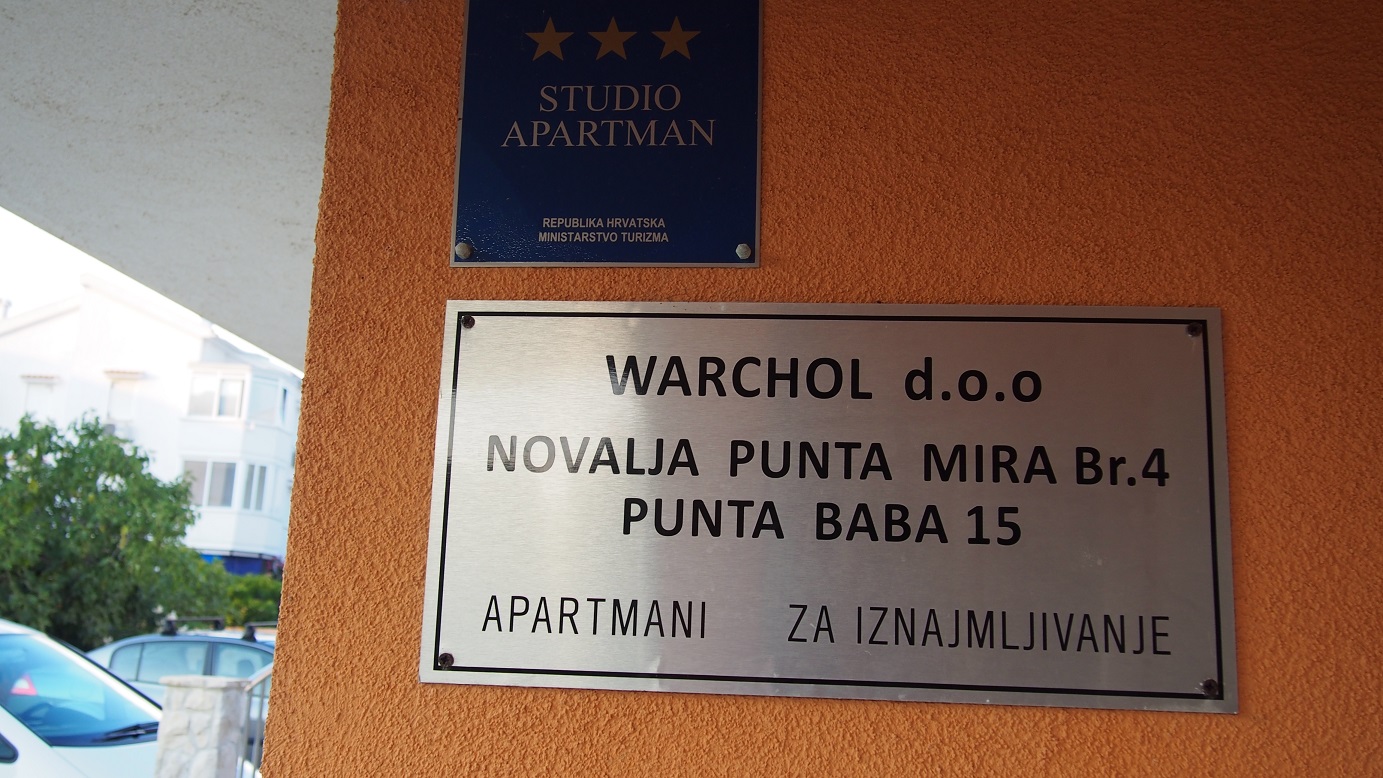 STUDIO
APARTMAN
REPUBLIKA HRVATSKA
MINISTARSTVO TURIZMA
WARCHOL d.o.o
NOVALJA PUNTA MIRA Br.4
PUNTA BABA 15
APARTMANI ZA IZNAJMLJIVANJE